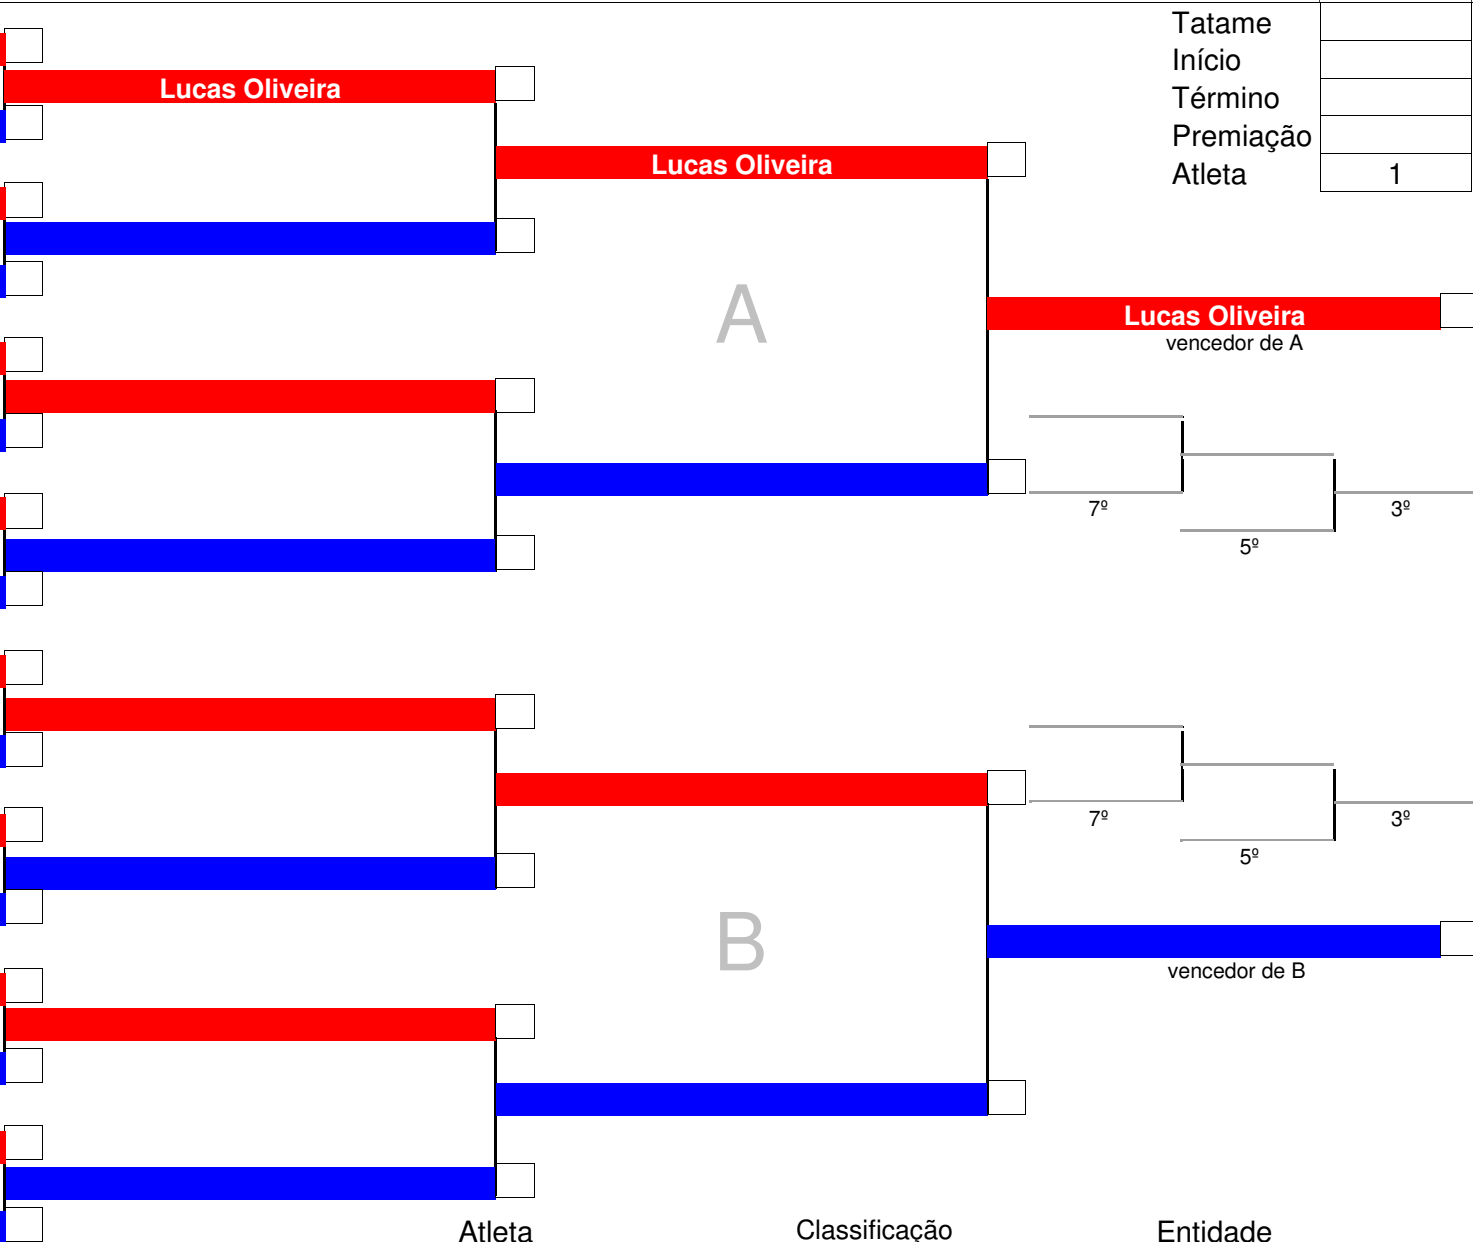 Tatame
Início
Término
Premiação
Atleta 1
Lucas Oliveira
Lucas Oliveira
A
Lucas Oliveira
vencedor de A
7º
3º
5º
7º
3º
5º
B
vencedor de B
Atleta Classificação Entidade